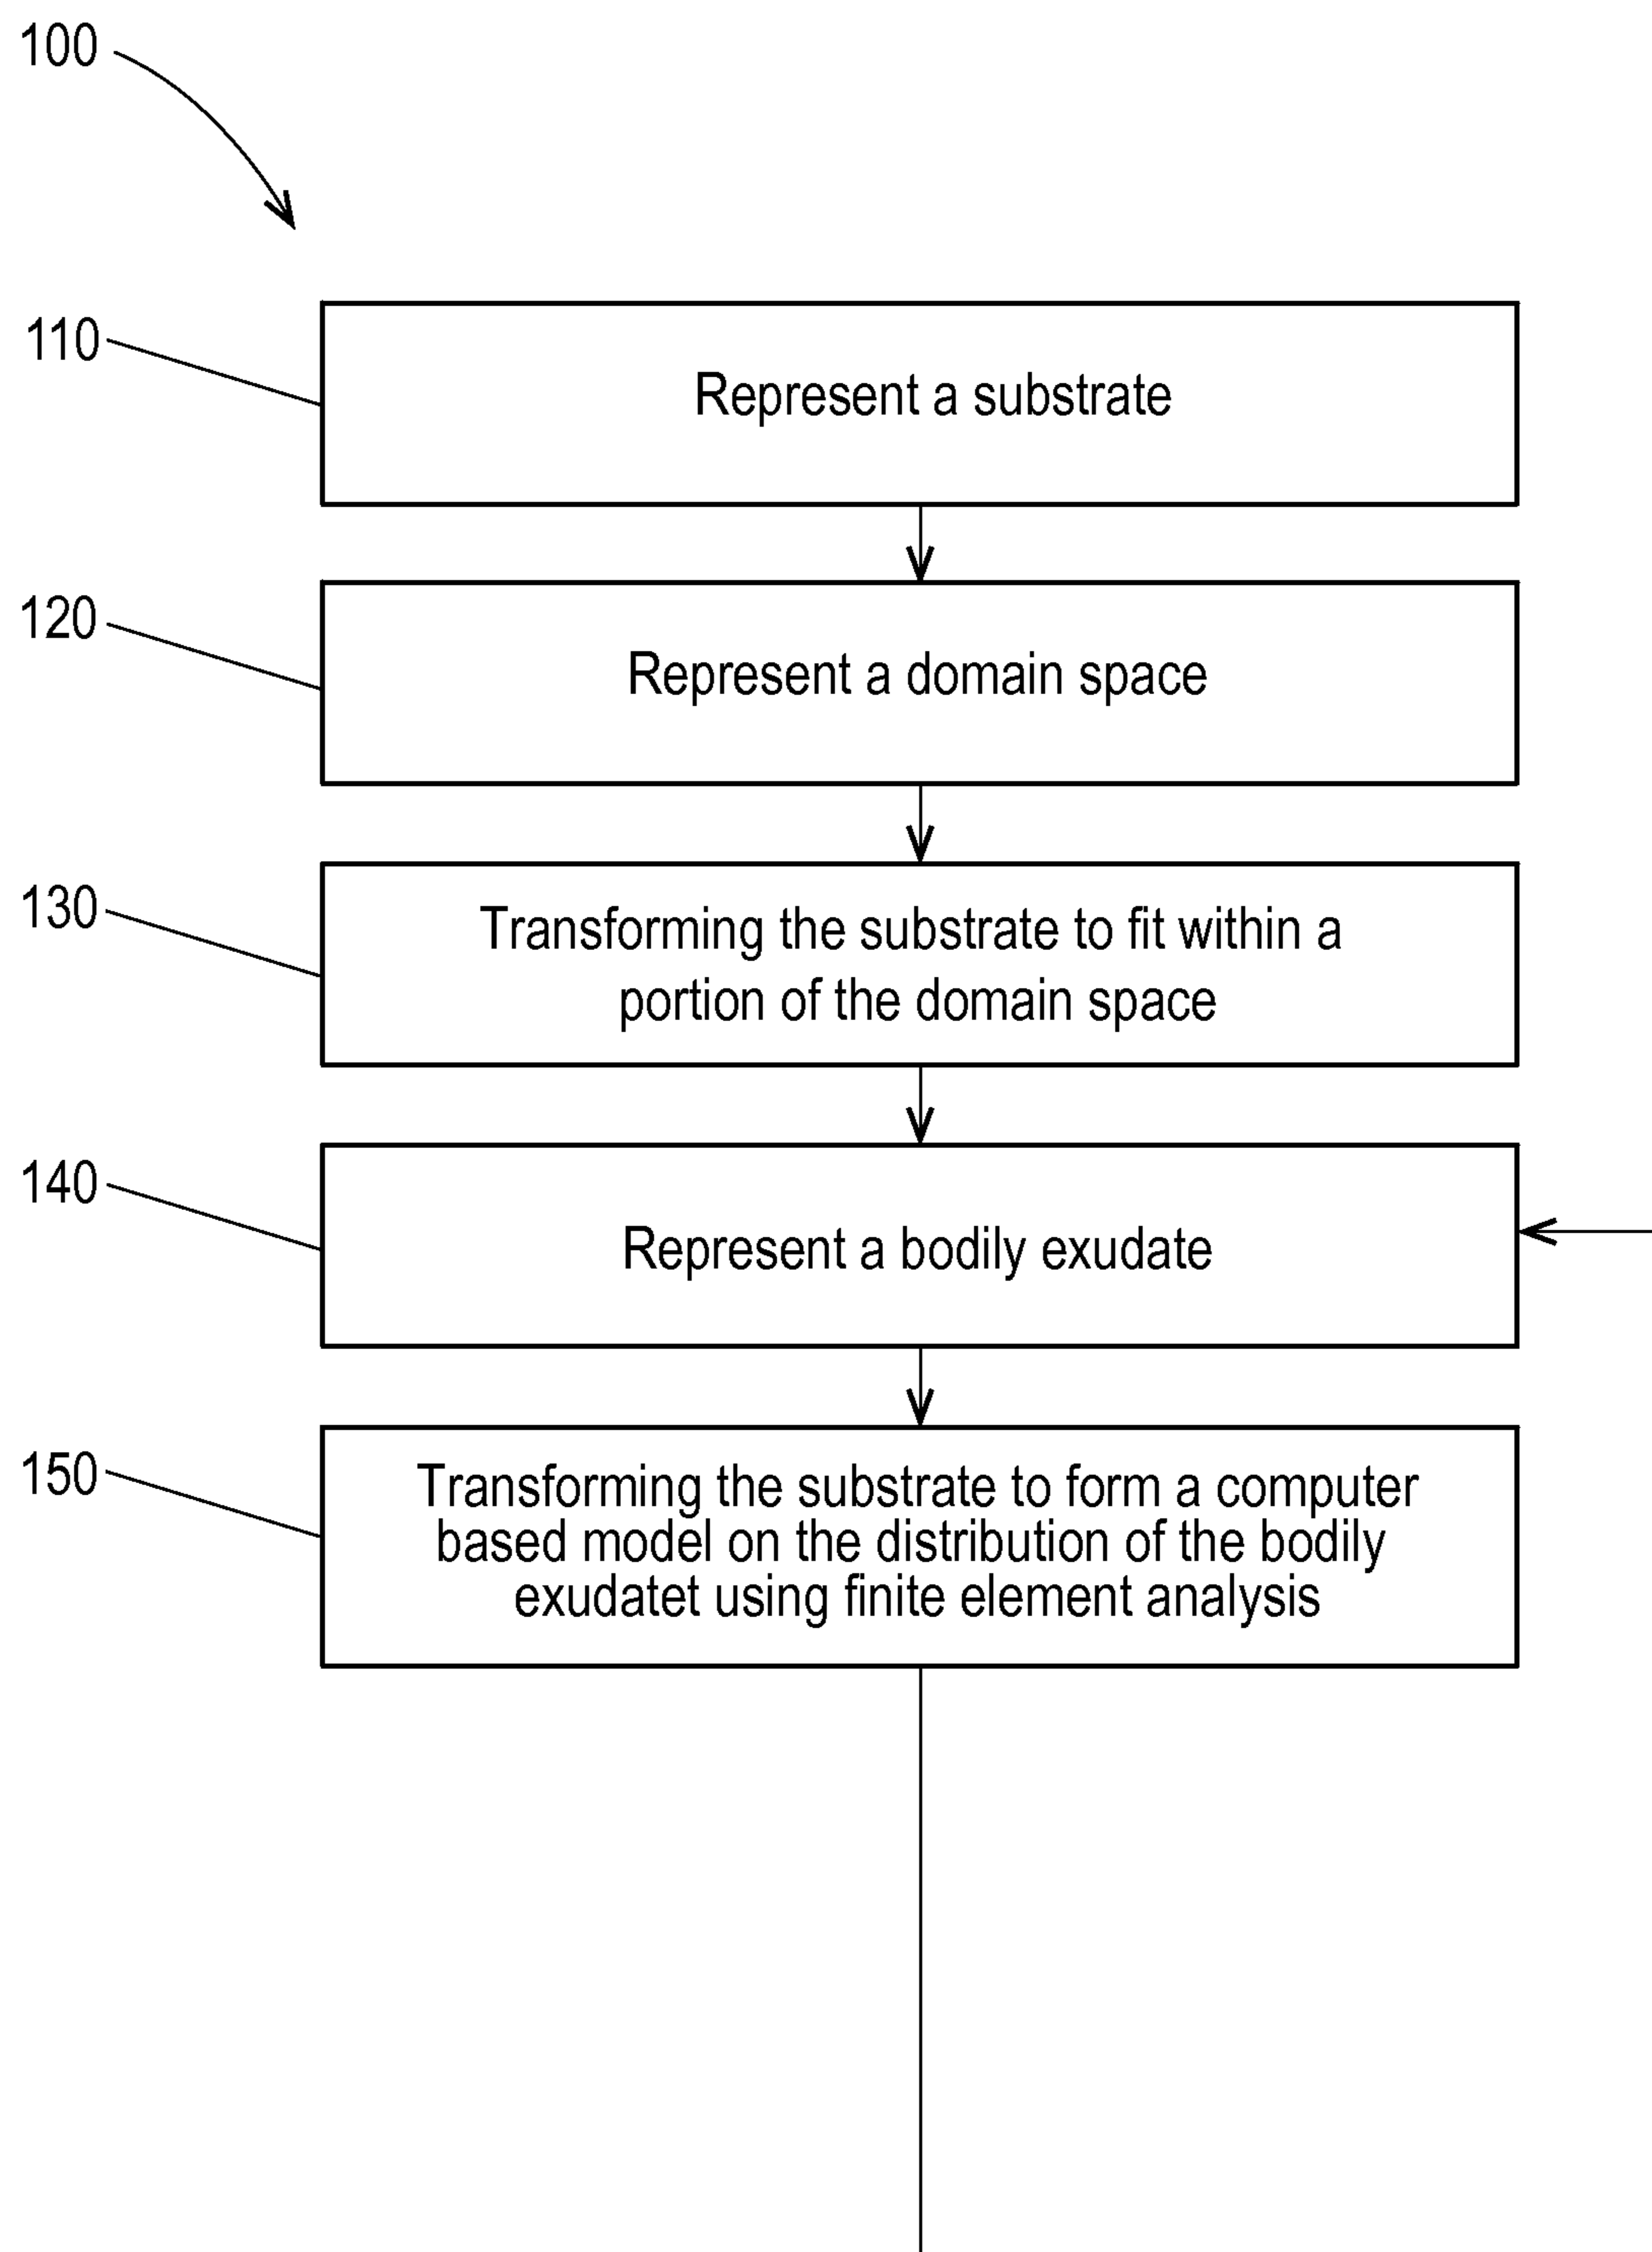 100
110
Represent a substrate
120
Represent a domain space
130
Transforming the substrate to fit within a
portion of the domain space
140
Represent a bodily exudate
150
Transforming the substrate to form a computer
based model on the distribution of the bodily
exudatet using finite element analysis